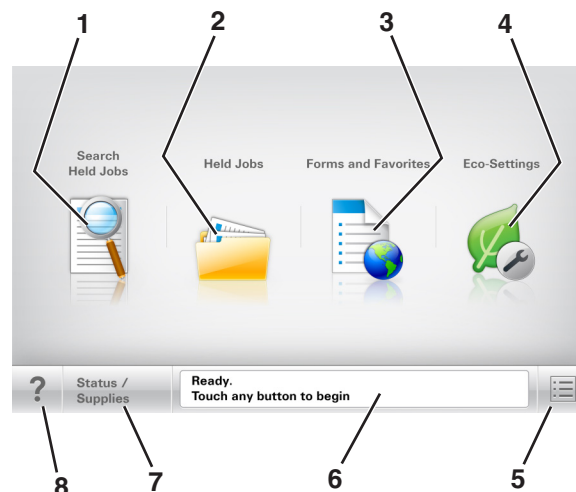 1
2
3
4
Search
Held Jobs
Held Jobs
Forms and Favorites
Eco-Settings
?
Status /
Supplies
Ready.
Touch any button to begin
8
7
6
5